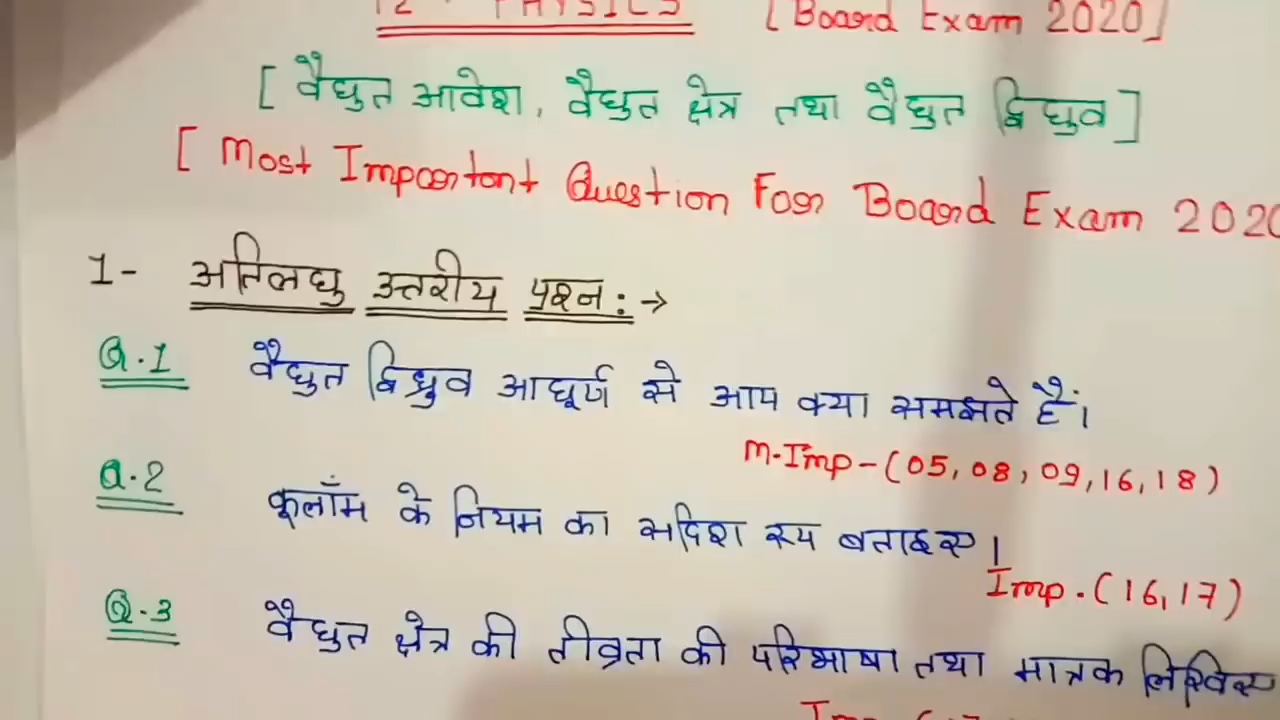 12 - PHYSICS [Board Exam 2020]
[ वैद्युत आवेश, वैद्युत क्षेत्र तथा वैद्युत द्विध्रुव ]
[ Most Important Question For Board Exam 2020
1- अतिलघु उत्तरीय प्रश्न :→
Q.1 वैद्युत द्विध्रुव आघूर्ण से आप क्या समझते हैं।
M.Imp-(05,08,09,16,18)
Q.2 कूलॉम के नियम का सदिश रूप बताइए।
Imp.(16,17)
Q.3 वैद्युत क्षेत्र की तीव्रता की परिभाषा तथा मात्रक लिखिए